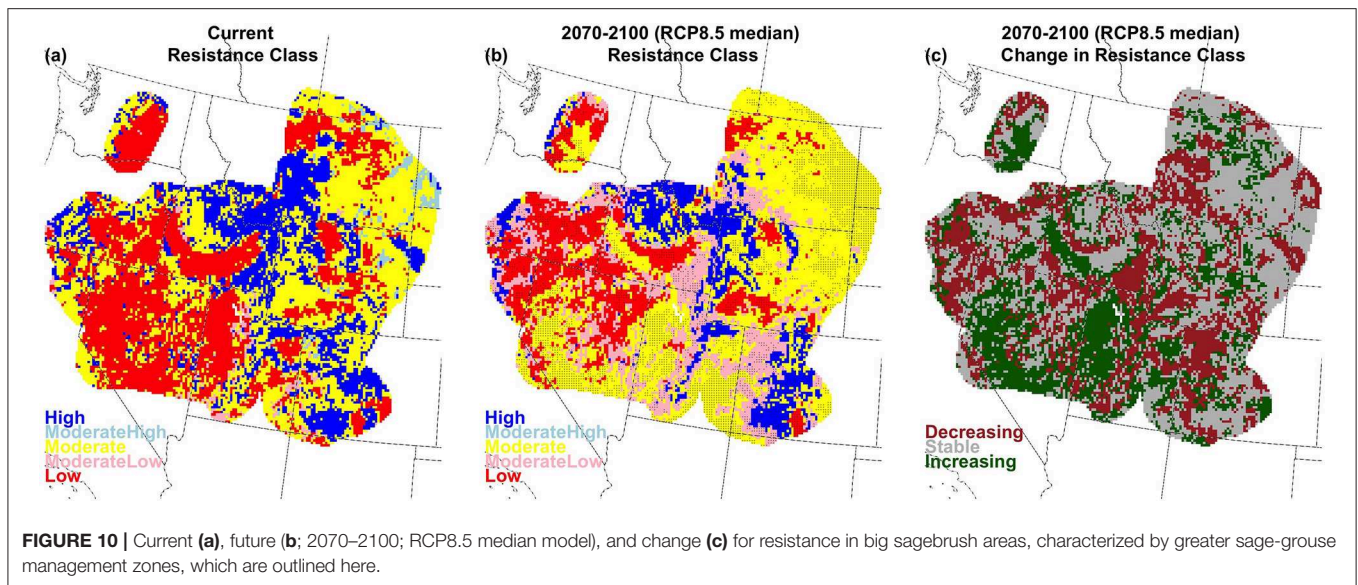 (a)
Current
Resistance Class
High
ModerateHigh
Moderate
ModerateLow
Low
(b)
2070-2100 (RCP8.5 median)
Resistance Class
High
ModerateHigh
Moderate
ModerateLow
Low
(c)
2070-2100 (RCP8.5 median)
Change in Resistance Class
Decreasing
Stable
Increasing
FIGURE 10 | Current (a), future (b; 2070–2100; RCP8.5 median model), and change (c) for resistance in big sagebrush areas, characterized by greater sage-grouse
management zones, which are outlined here.